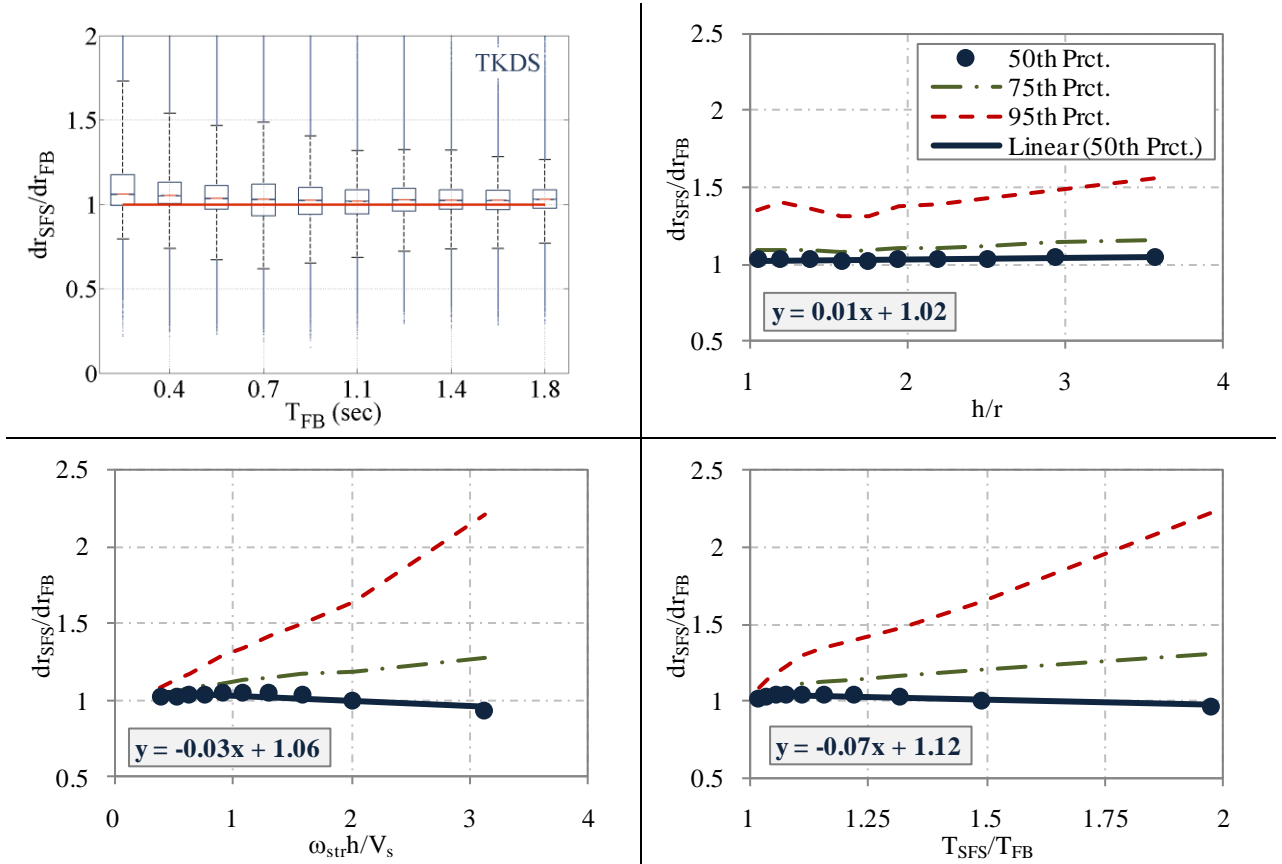 2
1.5
1
0.5
0
dr_SFS/dr_FB
TKDS
0.4 0.7 0.9 1.1 1.4 1.6 1.8
T_FB (sec)
2.5
2
1.5
1
0.5
dr_SFS/dr_FB
50th Prct.
75th Prct.
95th Prct.
Linear (50th Prct.)
y = 0.01x + 1.02
1 2 3 4
h/r
2.5
2
1.5
1
0.5
dr_SFS/dr_FB
y = -0.03x + 1.06
0 1 2 3 4
ω_str h/V_s
2.5
2
1.5
1
0.5
dr_SFS/dr_FB
y = -0.07x + 1.12
1 1.25 1.5 1.75 2
T_SFS/T_FB